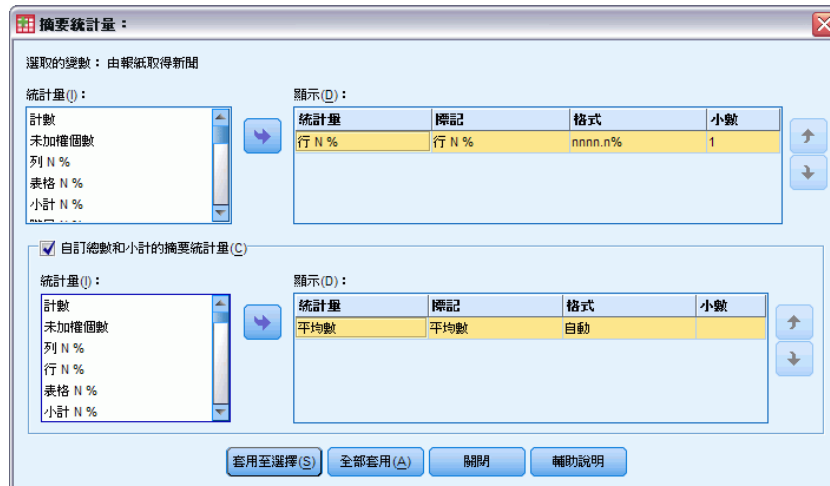 摘要統計量：
選取的變數：由報紙取得新聞
統計量(I)：
計數
未加權個數
列 N %
表格 N %
小計 N %
顯示(D)：
統計量 標記 格式 小數
行 N % 行 N % nnnn.n% 1
自訂總數和小計的摘要統計量(C)
統計量(I)：
計數
未加權個數
列 N %
行 N %
表格 N %
小計 N %
顯示(D)：
統計量 標記 格式 小數
平均數 平均數 自動
套用至選擇(S) 全部套用(A) 關閉 輔助說明